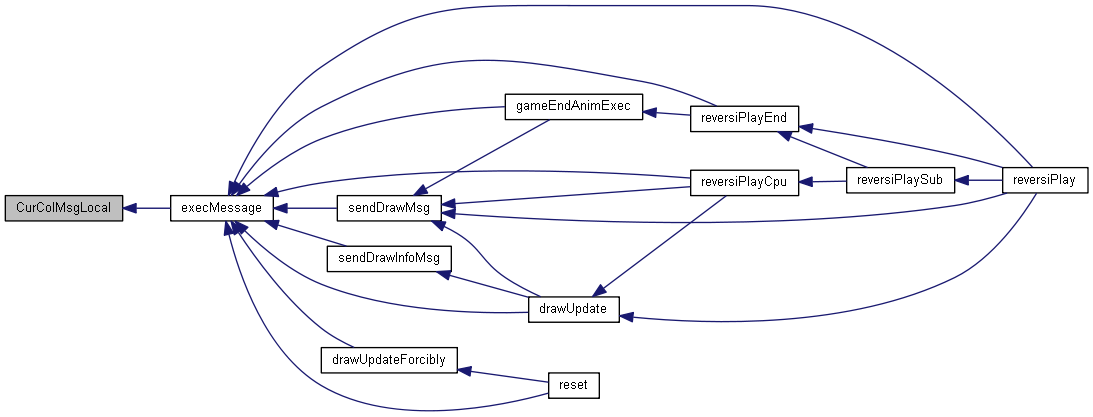 CurColMsgLocal
execMessage
gameEndAnimExec
sendDrawMsg
sendDrawInfoMsg
drawUpdate
drawUpdateForcibly
reset
reversiPlayEnd
reversiPlayCpu
reversiPlaySub
reversiPlay